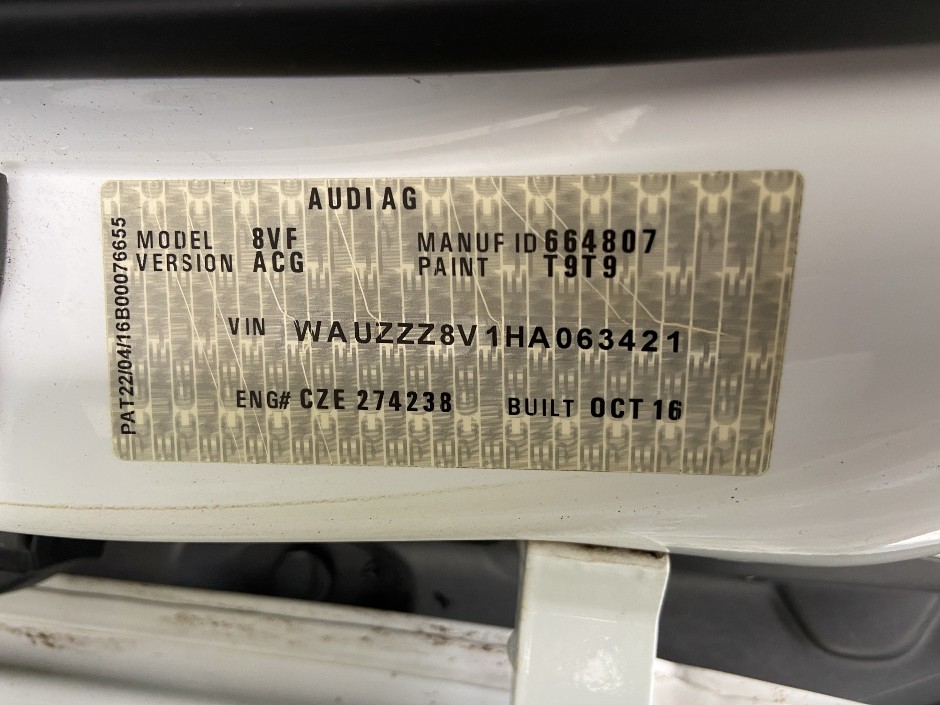 AUDI AG
MODEL 8VF MANUF ID 664807
VERSION ACG PAINT T9T9
VIN WAUZZZ8V1HA063421
ENG# CZE 274238 BUILT OCT 16
PAT22/04/16B00076655